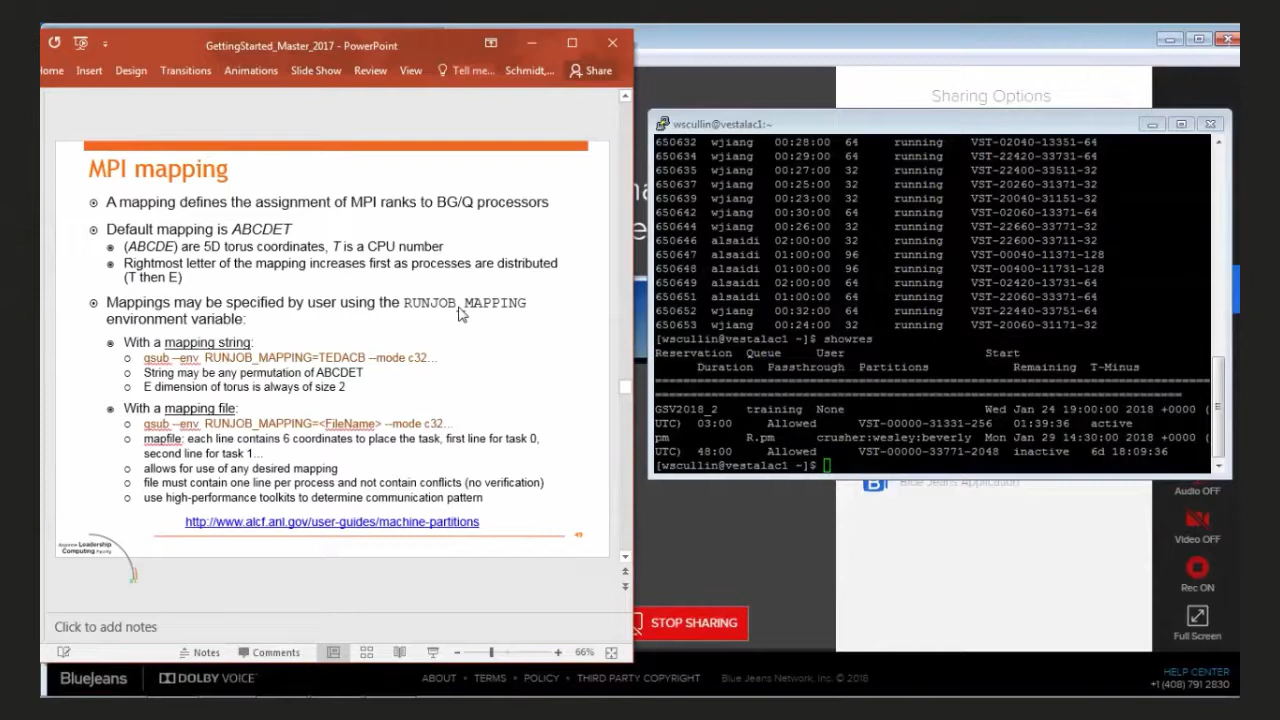 GettingStarted_Master_2017 - PowerPoint
Home Insert Design Transitions Animations Slide Show Review View Tell me... Schmidt,... Share
MPI mapping
A mapping defines the assignment of MPI ranks to BG/Q processors
Default mapping is ABCDET
(ABCDE) are 5D torus coordinates, T is a CPU number
Rightmost letter of the mapping increases first as processes are distributed
(T then E)
Mappings may be specified by user using the RUNJOB_MAPPING
environment variable:
With a mapping string:
qsub --env RUNJOB_MAPPING=TEDACB --mode c32...
String may be any permutation of ABCDET
E dimension of torus is always of size 2
With a mapping file:
qsub --env RUNJOB_MAPPING=<FileName> --mode c32...
mapfile: each line contains 6 coordinates to place the task, first line for task 0,
second line for task 1...
allows for use of any desired mapping
file must contain one line per process and not contain conflicts (no verification)
use high-performance toolkits to determine communication pattern
http://www.alcf.anl.gov/user-guides/machine-partitions
Argonne Leadership
Computing Facility
49
Click to add notes
Notes Comments 66%
Sharing Options
wscullin@vestalac1:~
650632 wjiang 00:28:00 64 running VST-02040-13351-64
650634 wjiang 00:29:00 64 running VST-22420-33731-64
650635 wjiang 00:27:00 32 running VST-22400-33511-32
650637 wjiang 00:25:00 32 running VST-20260-31371-32
650639 wjiang 00:23:00 32 running VST-20040-31151-32
650642 wjiang 00:30:00 64 running VST-02060-13371-64
650644 wjiang 00:26:00 32 running VST-22660-33771-32
650646 alsaidi 02:00:00 32 running VST-22600-33711-32
650647 alsaidi 01:00:00 96 running VST-00040-11371-128
650648 alsaidi 01:00:00 96 running VST-00400-11731-128
650649 alsaidi 02:00:00 64 running VST-02420-13731-64
650651 alsaidi 01:00:00 64 running VST-22060-33371-64
650652 wjiang 00:32:00 64 running VST-22440-33751-64
650653 wjiang 00:24:00 32 running VST-20060-31171-32
[wscullin@vestalac1 ~]$ showres
Reservation Queue User Start
Duration Passthrough Partitions Remaining T-Minus
GSV2018_2 training None Wed Jan 24 19:00:00 2018 +0000 (
UTC) 03:00 Allowed VST-00000-31331-256 01:39:36 active
pm R.pm crusher:wesley:beverly Mon Jan 29 14:30:00 2018 +0000 (
UTC) 48:00 Allowed VST-00000-33771-2048 inactive 6d 18:09:36
[wscullin@vestalac1 ~]$
Blue Jeans Application
Audio OFF
Video OFF
Rec ON
Full Screen
STOP SHARING
BlueJeans DOLBY VOICE ABOUT • TERMS • POLICY • THIRD PARTY COPYRIGHT Blue Jeans Network, Inc. © 2018
HELP CENTER
+1 (408) 791 2830